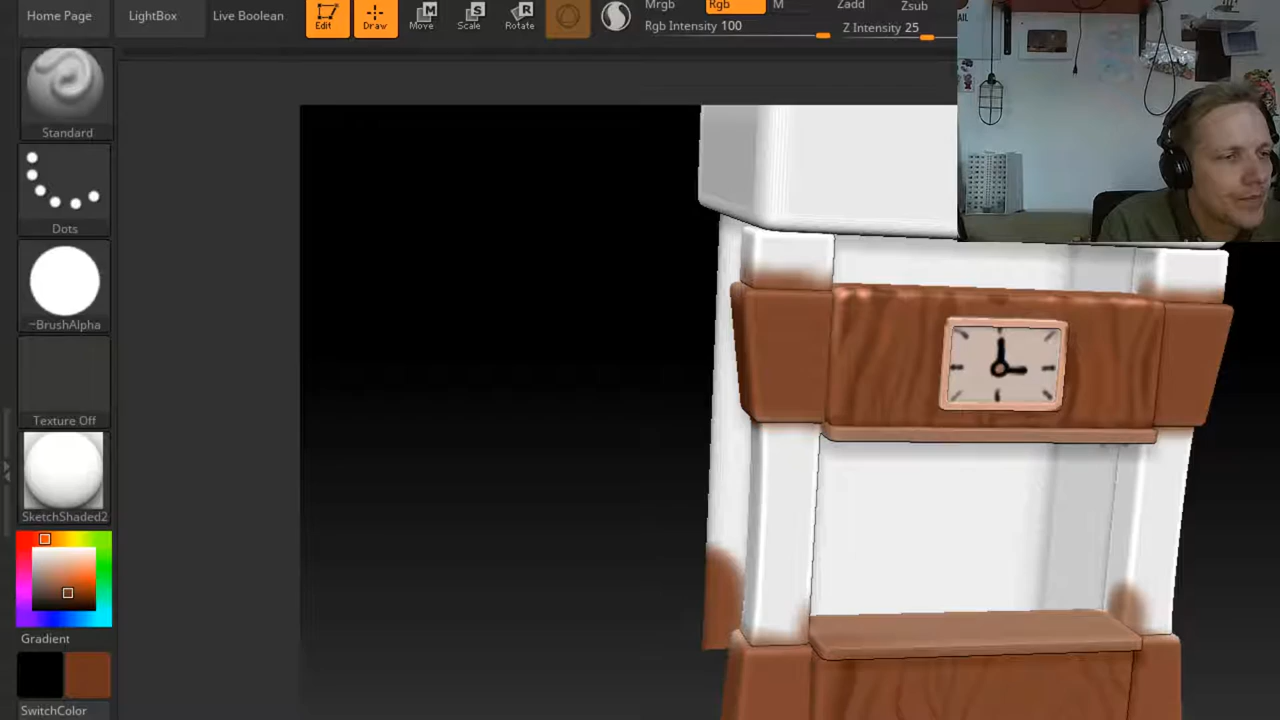 Home Page
LightBox
Live Boolean
Edit
Draw
Move
Scale
Rotate
Mrgb
Rgb
M
Zadd
Zsub
Rgb Intensity 100
Z Intensity 25
Standard
Dots
~BrushAlpha
Texture Off
SketchShaded2
Gradient
SwitchColor